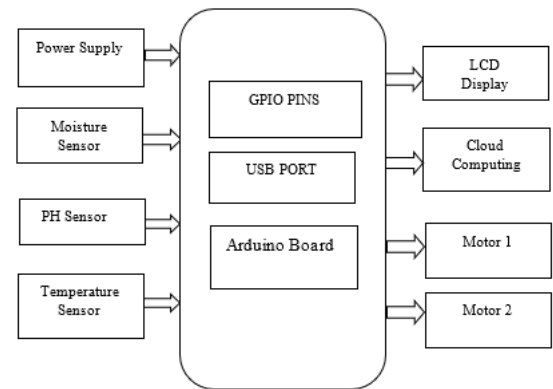 Power Supply
Moisture
Sensor
PH Sensor
Temperature
Sensor
GPIO PINS
USB PORT
Arduino Board
LCD
Display
Cloud
Computing
Motor 1
Motor 2